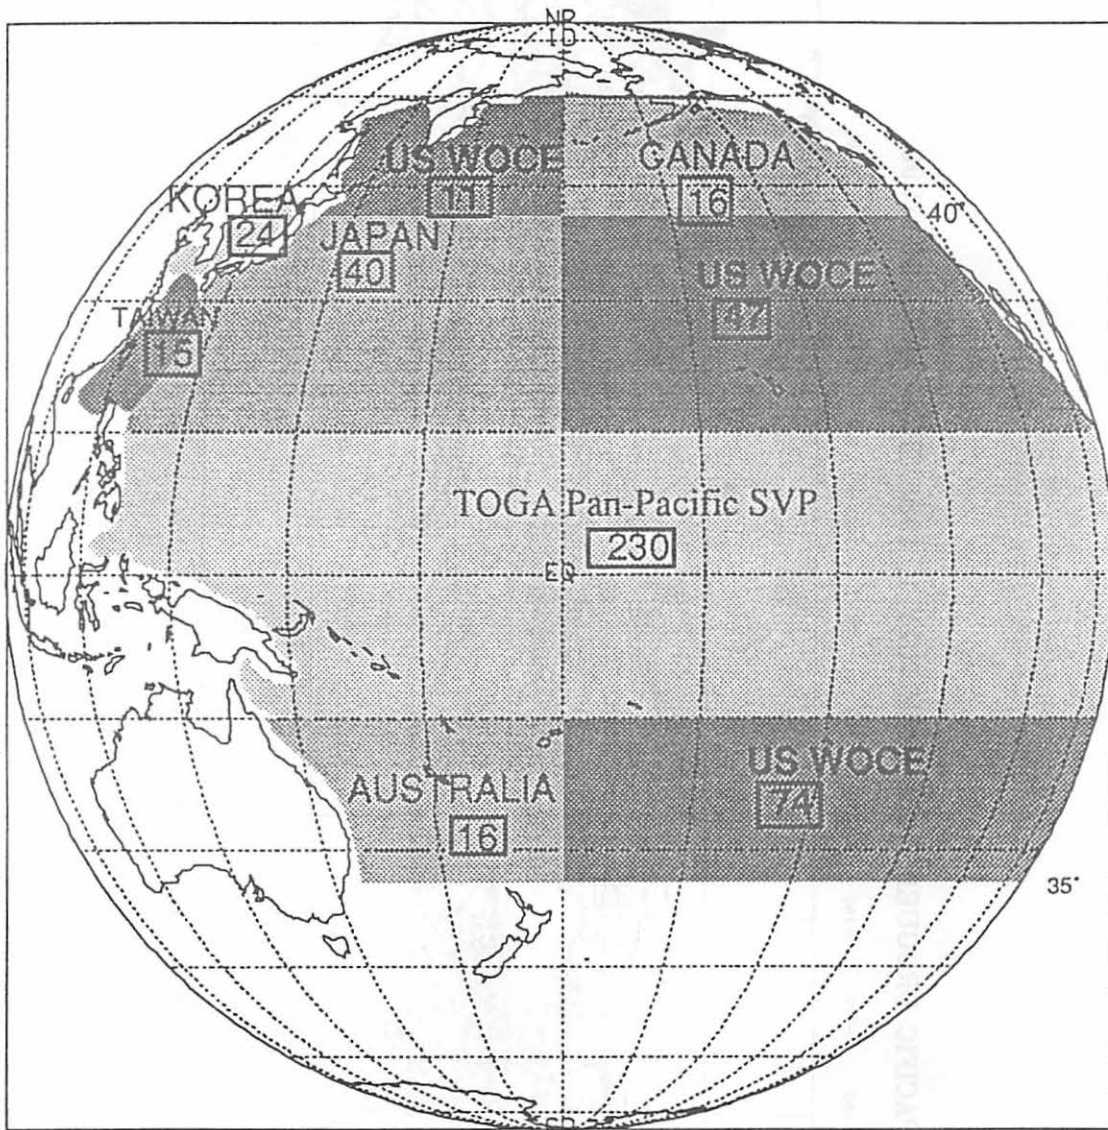 NP
ID
US WOCE
11
CANADA
16
KOREA
24
40°
JAPAN
40
US WOCE
47
TAIWAN
15
TOGA Pan-Pacific SVP
230
EQ
US WOCE
74
AUSTRALIA
16
35°